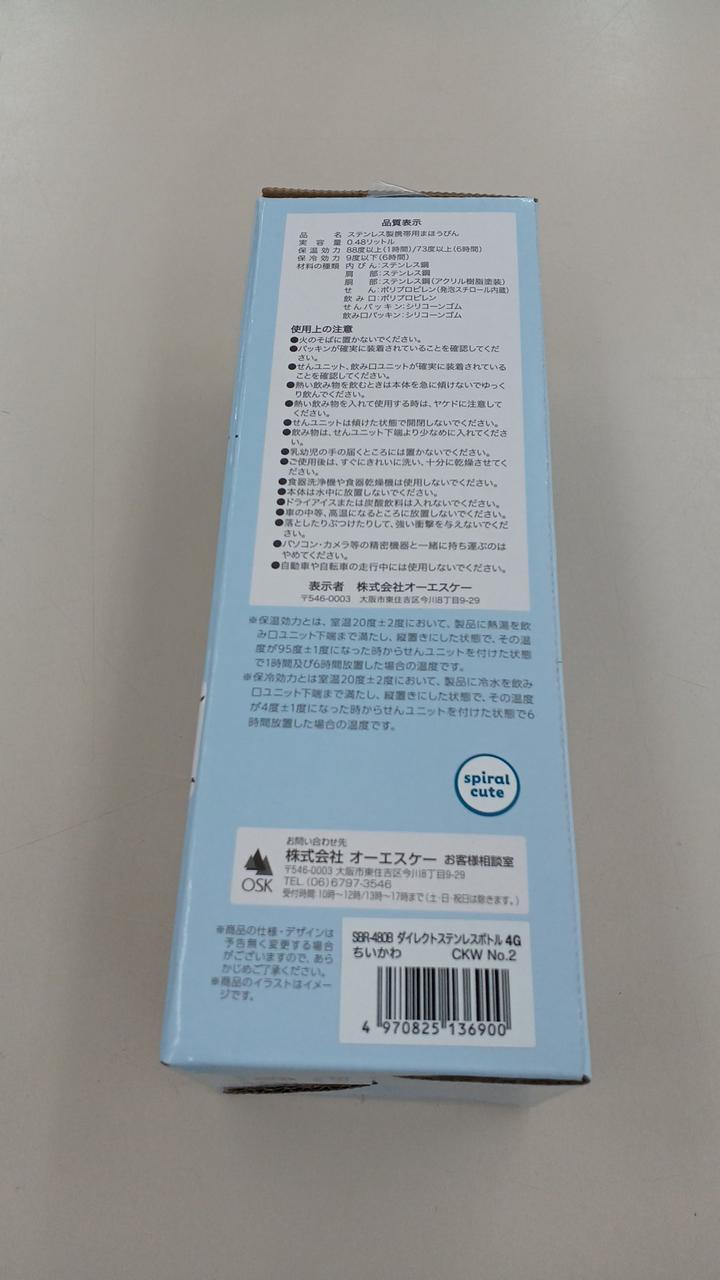 品質表示
品　　　名 ステンレス製携帯用まほうびん
実　容　量 0.48リットル
保 温 効 力 88度以上(1時間)/73度以上(6時間)
保 冷 効 力 9度以下(6時間)
材料の種類 内 び ん:ステンレス鋼
肩　　部:ステンレス鋼
胴　　部:ステンレス鋼(アクリル樹脂塗装)
せ　　ん:ポリプロピレン(発泡スチロール内蔵)
飲 み 口:ポリプロピレン
せんパッキン:シリコーンゴム
飲み口パッキン:シリコーンゴム
使用上の注意
●火のそばに置かないでください。
●パッキンが確実に装着されていることを確認してくだ
さい。
●せんユニット、飲み口ユニットが確実に装着されている
ことを確認してください。
●熱い飲み物を飲むときは本体を急に傾けないでゆっく
り飲んでください。
●熱い飲み物を入れて使用する時は、ヤケドに注意して
ください。
●せんユニットは傾けた状態で開閉しないでください。
●飲み物は、せんユニット下端より少なめに入れてくださ
い。
●乳幼児の手の届くところには置かないでください。
●ご使用後は、すぐにきれいに洗い、十分に乾燥させてく
ださい。
●食器洗浄機や食器乾燥機は使用しないでください。
●本体は水中に放置しないでください。
●ドライアイスまたは炭酸飲料は入れないでください。
●車の中等、高温になるところに放置しないでください。
●落としたりぶつけたりして、強い衝撃を与えないでくだ
さい。
●パソコン・カメラ等の精密機器と一緒に持ち運ぶのは
やめてください。
●自動車や自転車の走行中には使用しないでください。
表示者　株式会社オーエスケー
〒546-0003　大阪市東住吉区今川8丁目9-29
※保温効力とは、室温20度±2度において、製品に熱湯を飲
み口ユニット下端まで満たし、縦置きにした状態で、その温
度が95度±1度になった時からせんユニットを付けた状態
で1時間及び6時間放置した場合の温度です。
※保冷効力とは室温20度±2度において、製品に冷水を飲み
口ユニット下端まで満たし、縦置きにした状態で、その温度
が4度±1度になった時からせんユニットを付けた状態で6
時間放置した場合の温度です。
spiral
cute
OSK
お問い合わせ先
株式会社 オーエスケー お客様相談室
〒546-0003 大阪市東住吉区今川8丁目9-29
TEL.(06)6797-3546
受付時間:10時〜12時/13時〜17時まで(土・日・祝日は除きます。)
※商品の仕様・デザインは
予告無く変更する場合
がございますので、あら
かじめご了承ください。
※商品のイラストはイメー
ジです。
SBR-480B ダイレクトステンレスボトル 4G
ちいかわ　CKW No.2
4 970825 136900